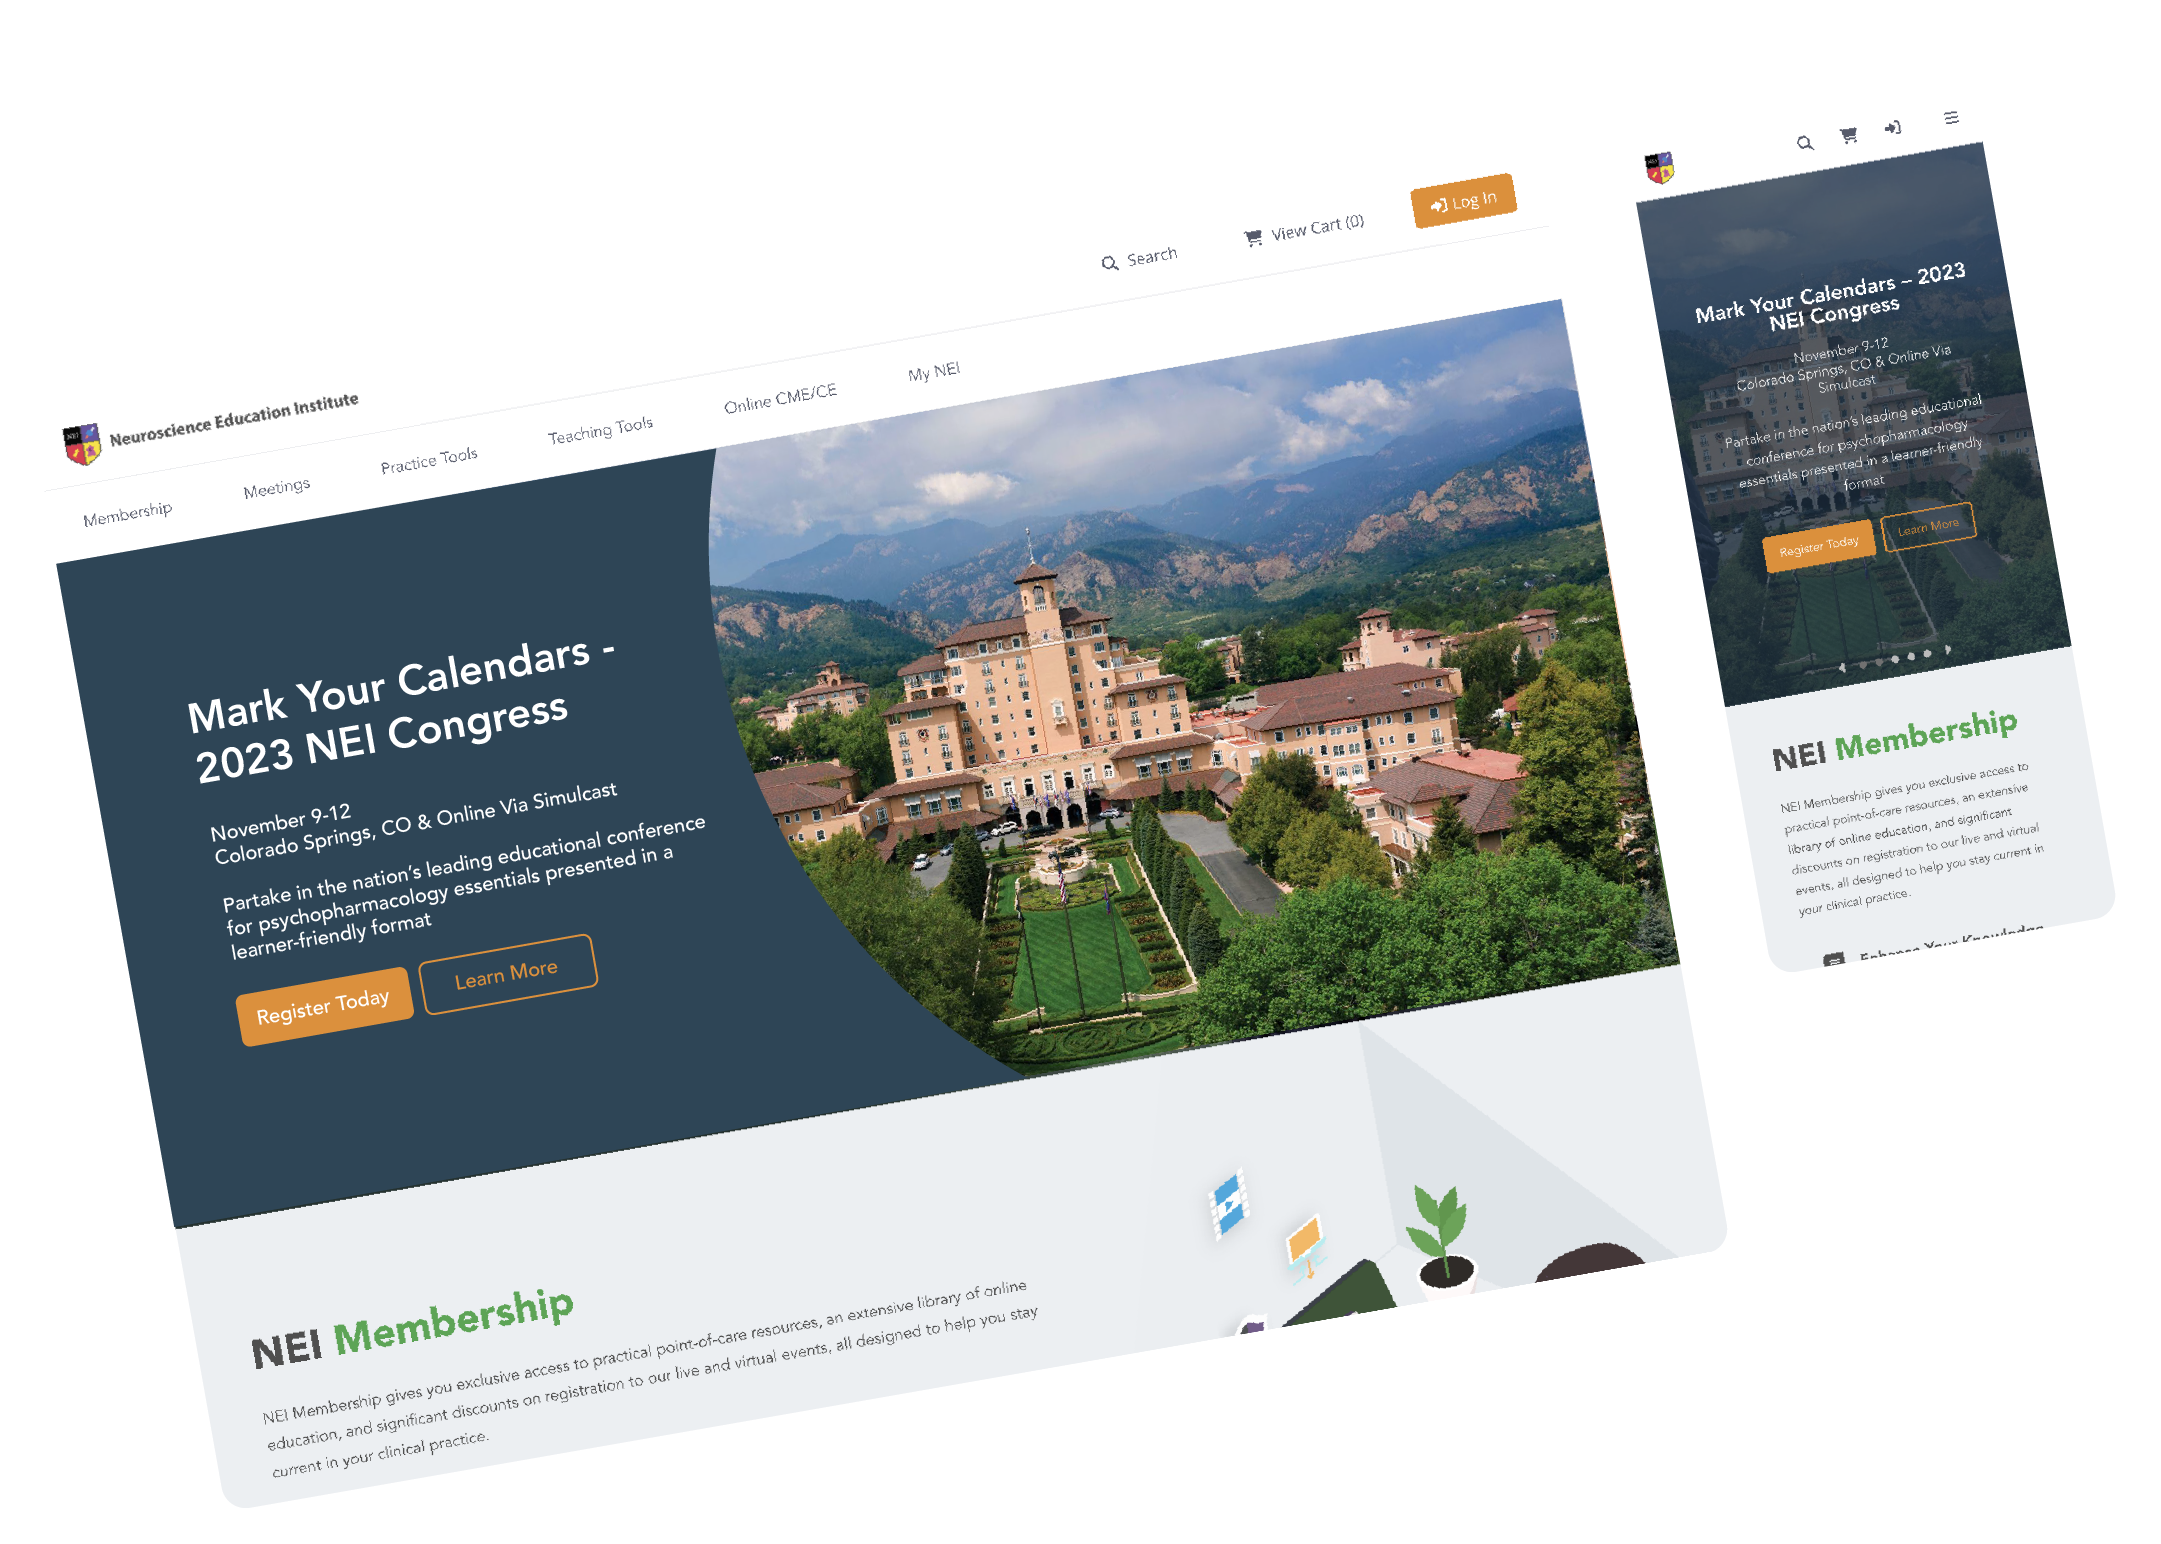 Neuroscience Education Institute
Search
View Cart (0)
Log In
Membership
Meetings
Practice Tools
Teaching Tools
Online CME/CE
My NEI
Mark Your Calendars -
2023 NEI Congress
November 9-12
Colorado Springs, CO & Online Via Simulcast
Partake in the nation's leading educational conference
for psychopharmacology essentials presented in a
learner-friendly format
Register Today
Learn More
NEI Membership
NEI Membership gives you exclusive access to practical point-of-care resources, an extensive library of online
education, and significant discounts on registration to our live and virtual events, all designed to help you stay
current in your clinical practice.
Mark Your Calendars – 2023
NEI Congress
November 9-12
Colorado Springs, CO & Online Via
Simulcast
Partake in the nation's leading educational
conference for psychopharmacology
essentials presented in a learner-friendly
format
Register Today
Learn More
NEI Membership
NEI Membership gives you exclusive access to
practical point-of-care resources, an extensive
library of online education, and significant
discounts on registration to our live and virtual
events, all designed to help you stay current in
your clinical practice.
Enhance Your Knowledge